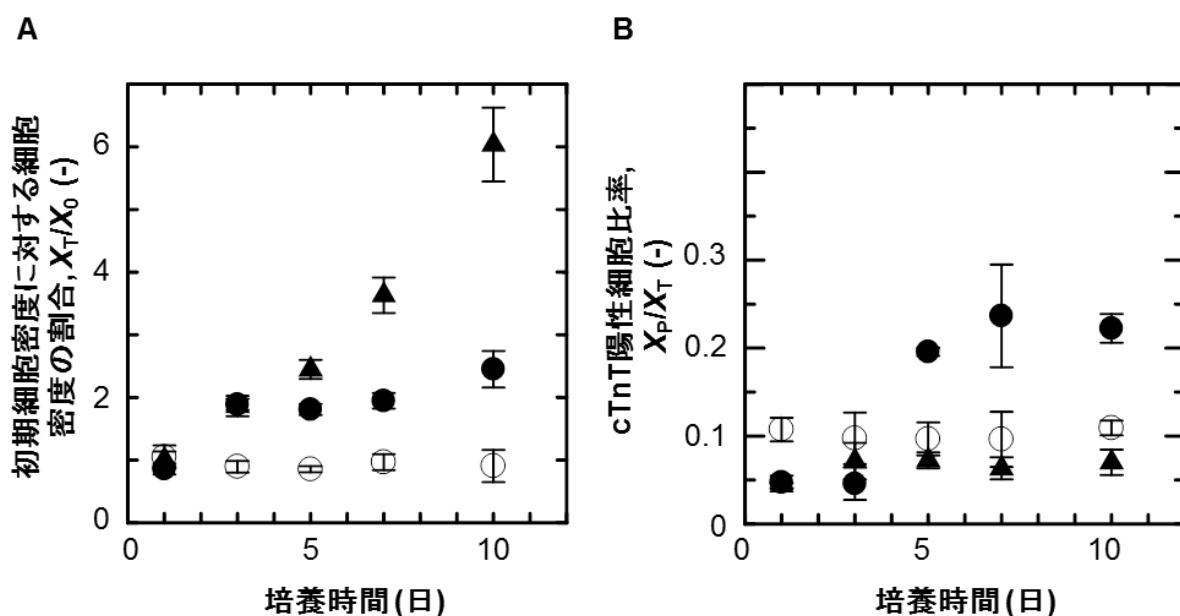 A
初期細胞密度に対する細胞
密度の割合, XT/X0 (-)
6
4
2
0
0
5
10
培養時間(日)
B
cTnT陽性細胞比率,
XP/XT (-)
0.3
0.2
0.1
0
0
5
10
培養時間(日)